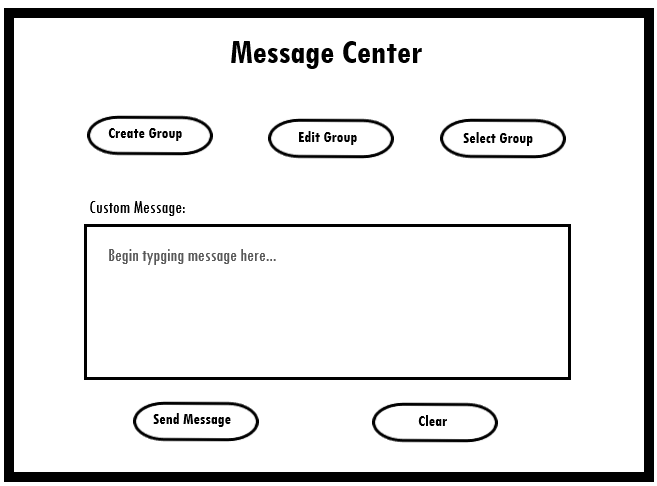 Message Center
Create Group
Edit Group
Select Group
Custom Message:
Begin typging message here...
Send Message
Clear